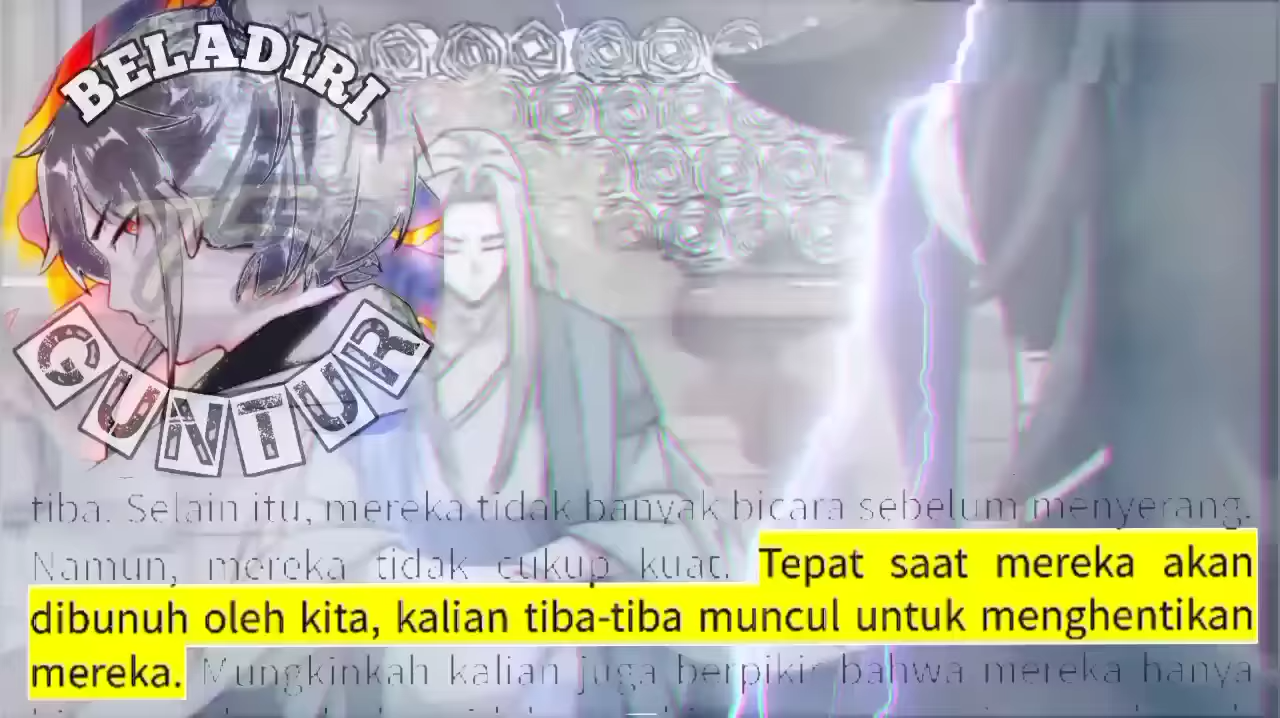 BELADIRI
GUNTUR
tiba. Selain itu, mereka tidak banyak bicara sebelum menyerang.
Namun, mereka tidak cukup kuat. Tepat saat mereka akan
dibunuh oleh kita, kalian tiba-tiba muncul untuk menghentikan
mereka. Mungkinkah kalian juga berpikir bahwa mereka hanya